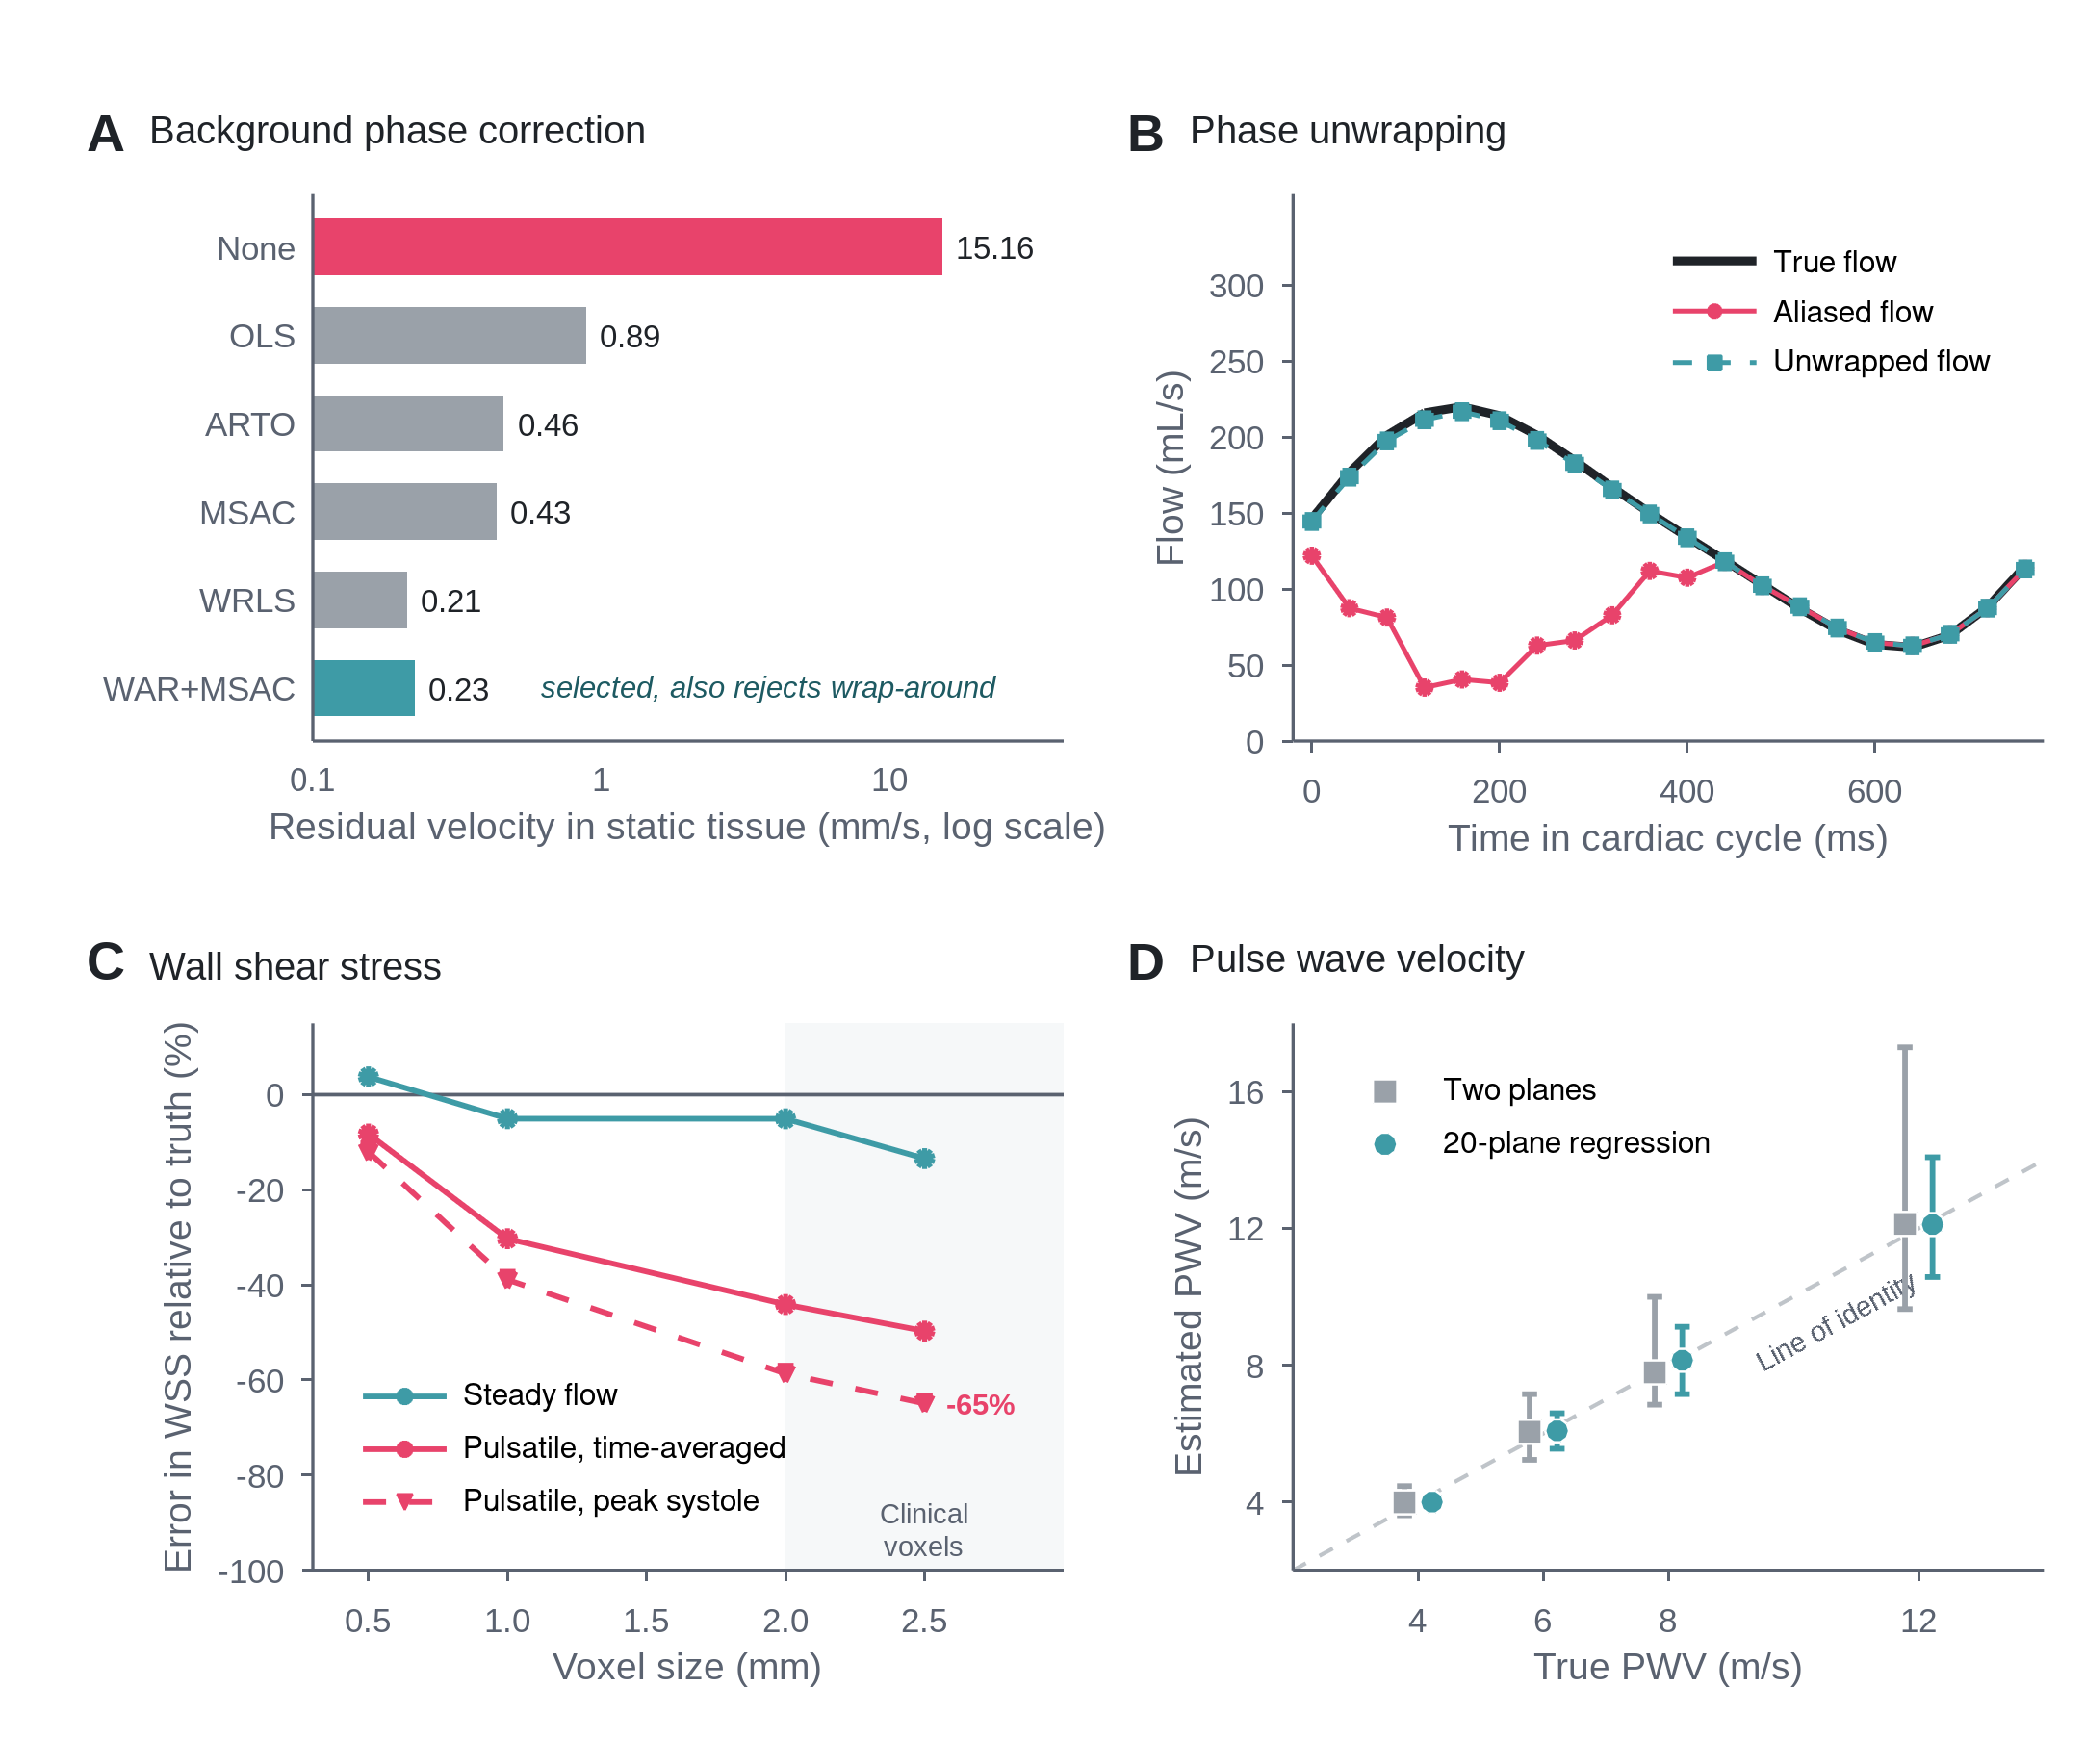 A Background phase correction
None
15.16
OLS
0.89
ARTO
0.46
MSAC
0.43
WRLS
0.21
WAR+MSAC
0.23
selected, also rejects wrap-around
0.1
1
10
Residual velocity in static tissue (mm/s, log scale)
B Phase unwrapping
True flow
Aliased flow
Unwrapped flow
Flow (mL/s)
300
250
200
150
100
50
0
0
200
400
600
Time in cardiac cycle (ms)
C Wall shear stress
Error in WSS relative to truth (%)
0
-20
-40
-60
-80
-100
Steady flow
Pulsatile, time-averaged
Pulsatile, peak systole
-65%
Clinical
voxels
0.5
1.0
1.5
2.0
2.5
Voxel size (mm)
D Pulse wave velocity
Two planes
20-plane regression
Line of identity
Estimated PWV (m/s)
16
12
8
4
4
6
8
12
True PWV (m/s)